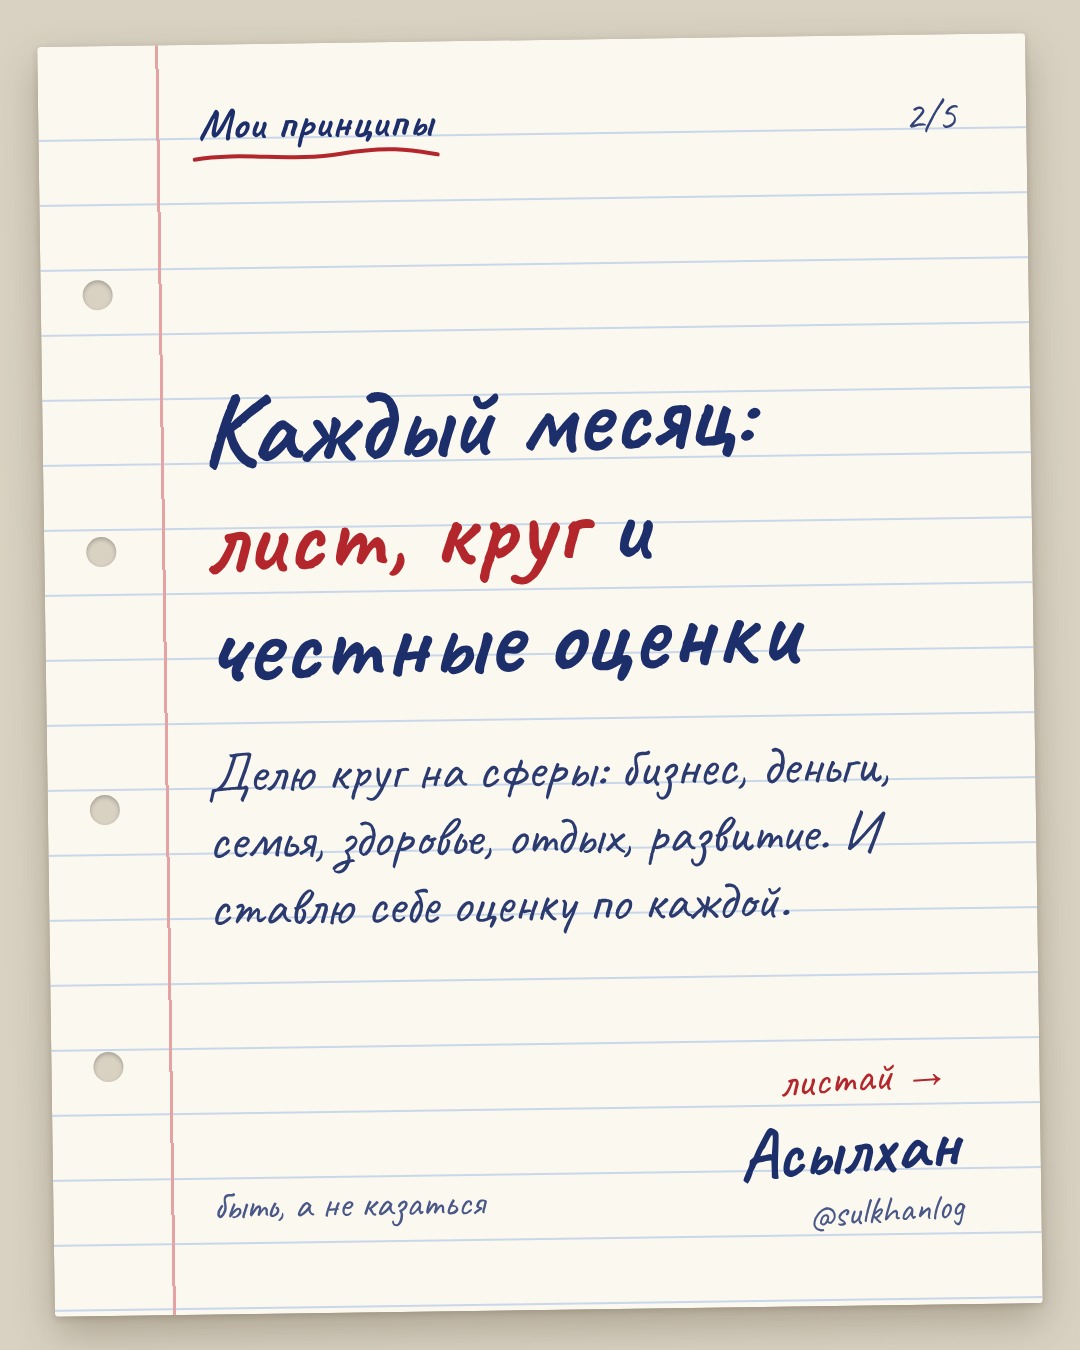 Мои принципы
2/5
Каждый месяц:
лист, круг и
честные оценки
Делю круг на сферы: бизнес, деньги,
семья, здоровье, отдых, развитие. И
ставлю себе оценку по каждой.
листай →
Асылхан
быть, а не казаться
@sulkhanlog